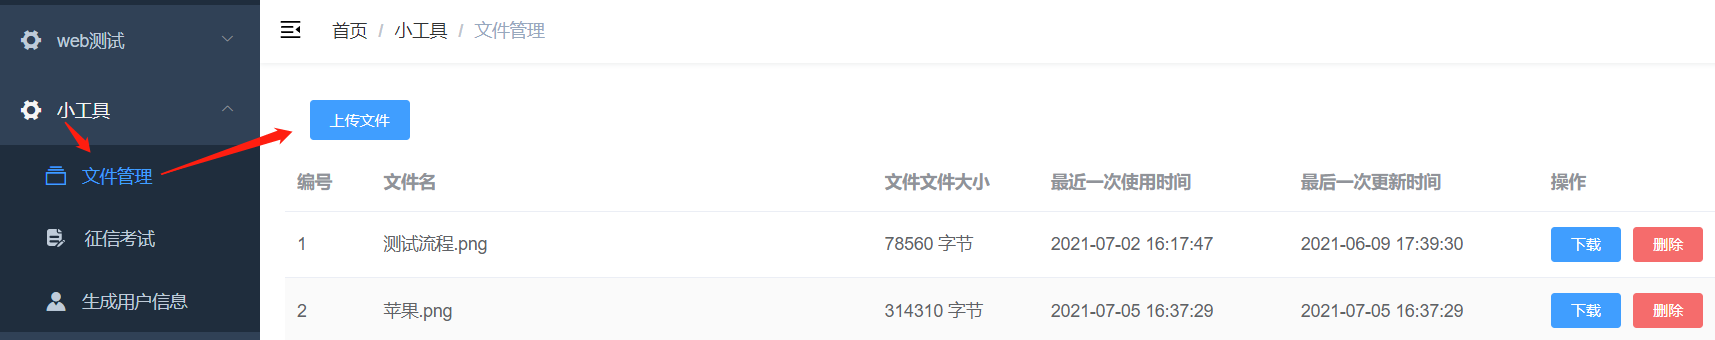 web测试
小工具
文件管理
征信考试
生成用户信息
首页 / 小工具 / 文件管理
上传文件
编号 文件名 文件文件大小 最近一次使用时间 最后一次更新时间 操作
1 测试流程.png 78560 字节 2021-07-02 16:17:47 2021-06-09 17:39:30 下载 删除
2 苹果.png 314310 字节 2021-07-05 16:37:29 2021-07-05 16:37:29 下载 删除